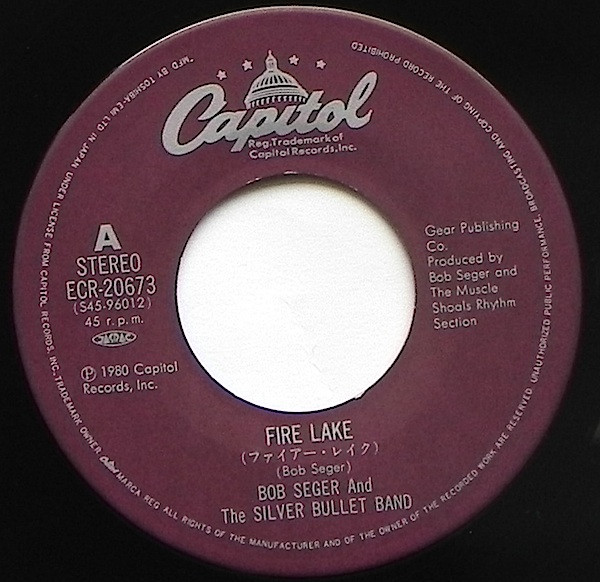 Capitol
Reg. Trademark of
Capitol Records, Inc.
A
STEREO
ECR-20673
(S45-96012)
45 r.p.m.
JASRAC
Ⓟ 1980 Capitol
Records, Inc.
Gear Publishing
Co.
Produced by
Bob Seger and
The Muscle
Shoals Rhythm
Section
FIRE LAKE
(ファイアー・レイク)
(Bob Seger)
BOB SEGER And
The SILVER BULLET BAND
"MFD BY TOSHIBA-EMI LTD IN JAPAN UNDER LICENSE FROM CAPITOL RECORDS, INC., TRADEMARK OWNER Capitol MARCA REG ALL RIGHTS OF THE MANUFACTURER AND OF THE OWNER OF THE RECORDED WORK ARE RESERVED. UNAUTHORIZED PUBLIC PERFORMANCE, BROADCASTING AND COPYING OF THE RECORD PROHIBITED